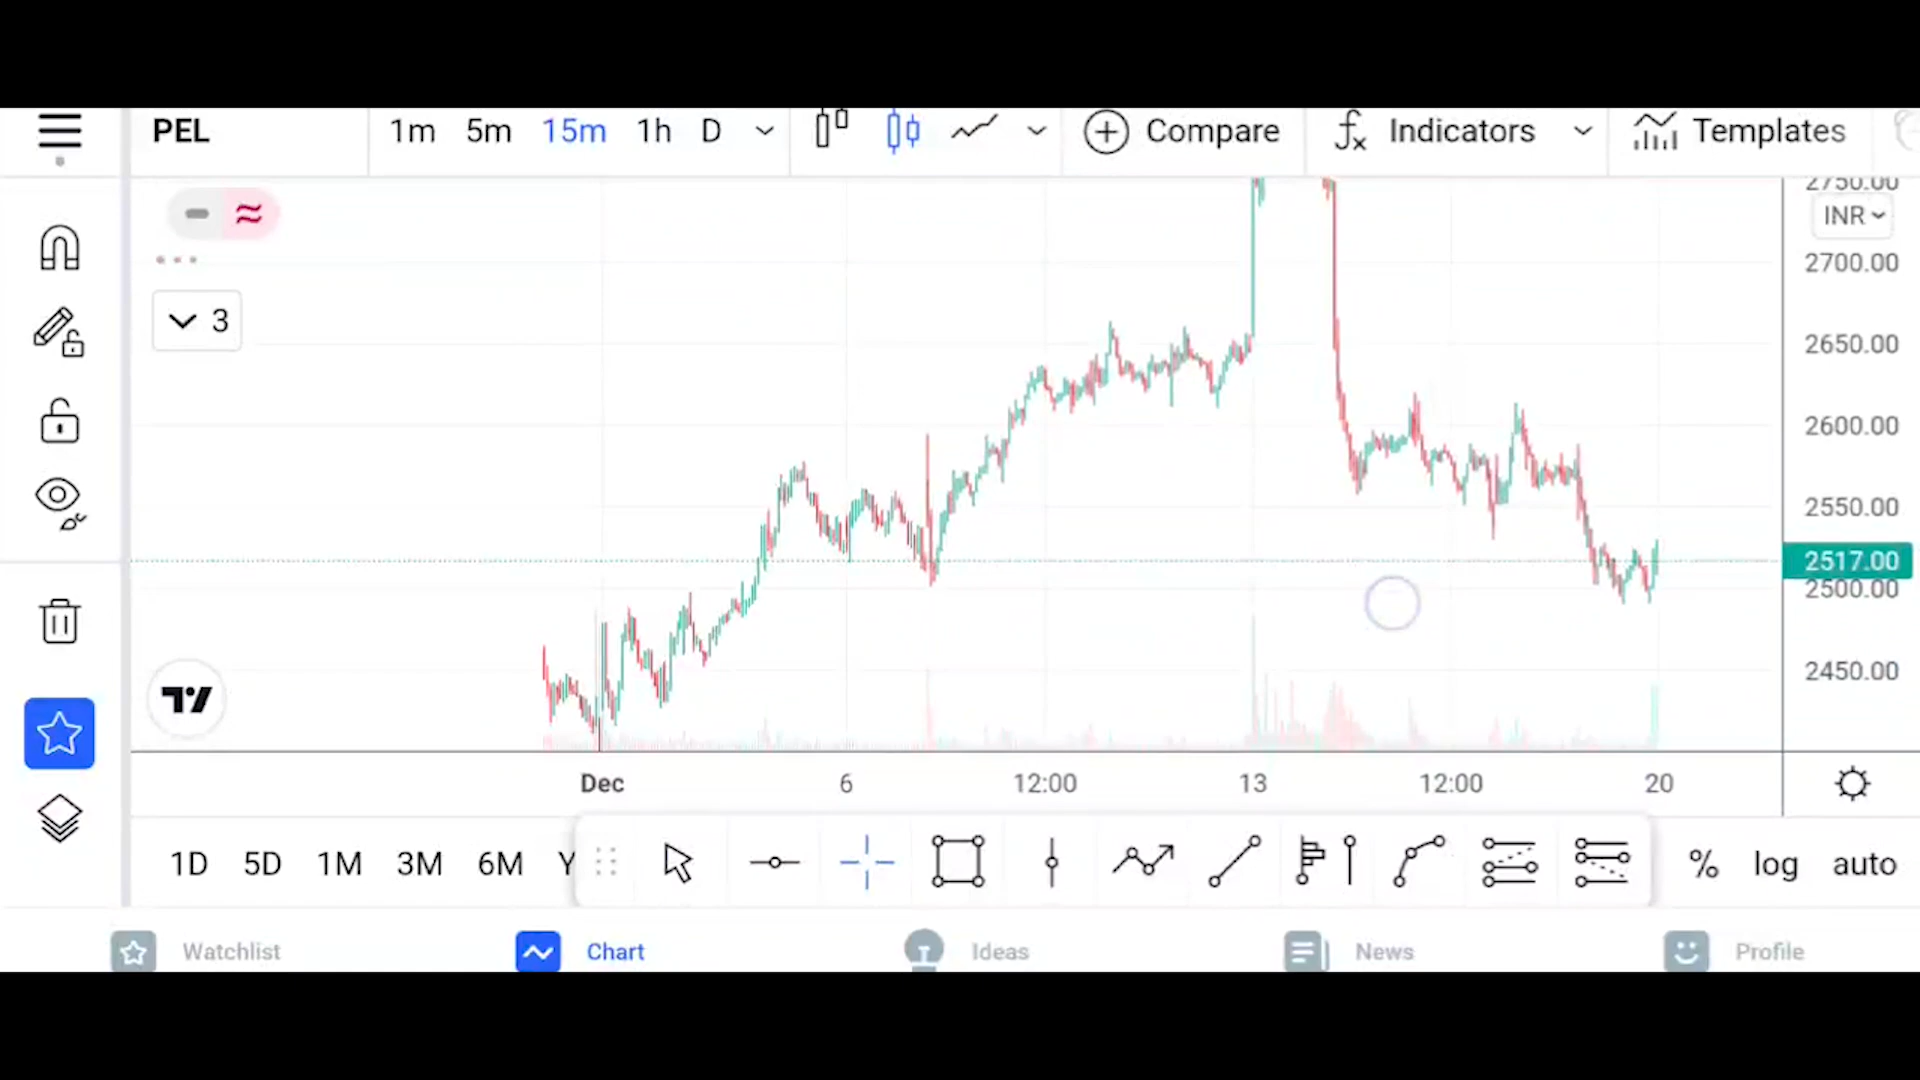 PEL 1m 5m 15m 1h D Compare Indicators Templates
2750.00
INR
2700.00
3
2650.00
2600.00
2550.00
2517.00
2500.00
2450.00
Dec 6 12:00 13 12:00 20
1D 5D 1M 3M 6M Y % log auto
Watchlist Chart Ideas News Profile